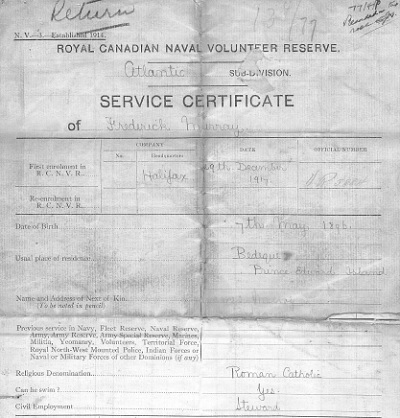 Return
N. V.—1. Established 1914.
ROYAL CANADIAN NAVAL VOLUNTEER RESERVE.
Atlantic SUB-DIVISION.
SERVICE CERTIFICATE
of Frederick Murray
COMPANY
DATE
OFFICIAL NUMBER
No. Headquarters
First enrolment in
R. C. N. V. R.
Halifax
December
Re-enrolment in
R. C. N. V. R.
Date of Birth 7th May 1896.
Usual place of residence Bedeque
Prince Edward Island
Name and Address of Next of Kin.
(To be noted in pencil)
Previous service in Navy, Fleet Reserve, Naval Reserve,
Army, Army Reserve, Army Special Reserve, Marines,
Militia, Yeomanry, Volunteers, Territorial Force,
Royal North-West Mounted Police, Indian Forces or
Naval or Military Forces of other Dominions (if any)
Religious Denomination Roman Catholic
Can he swim? Yes.
Civil Employment Steward